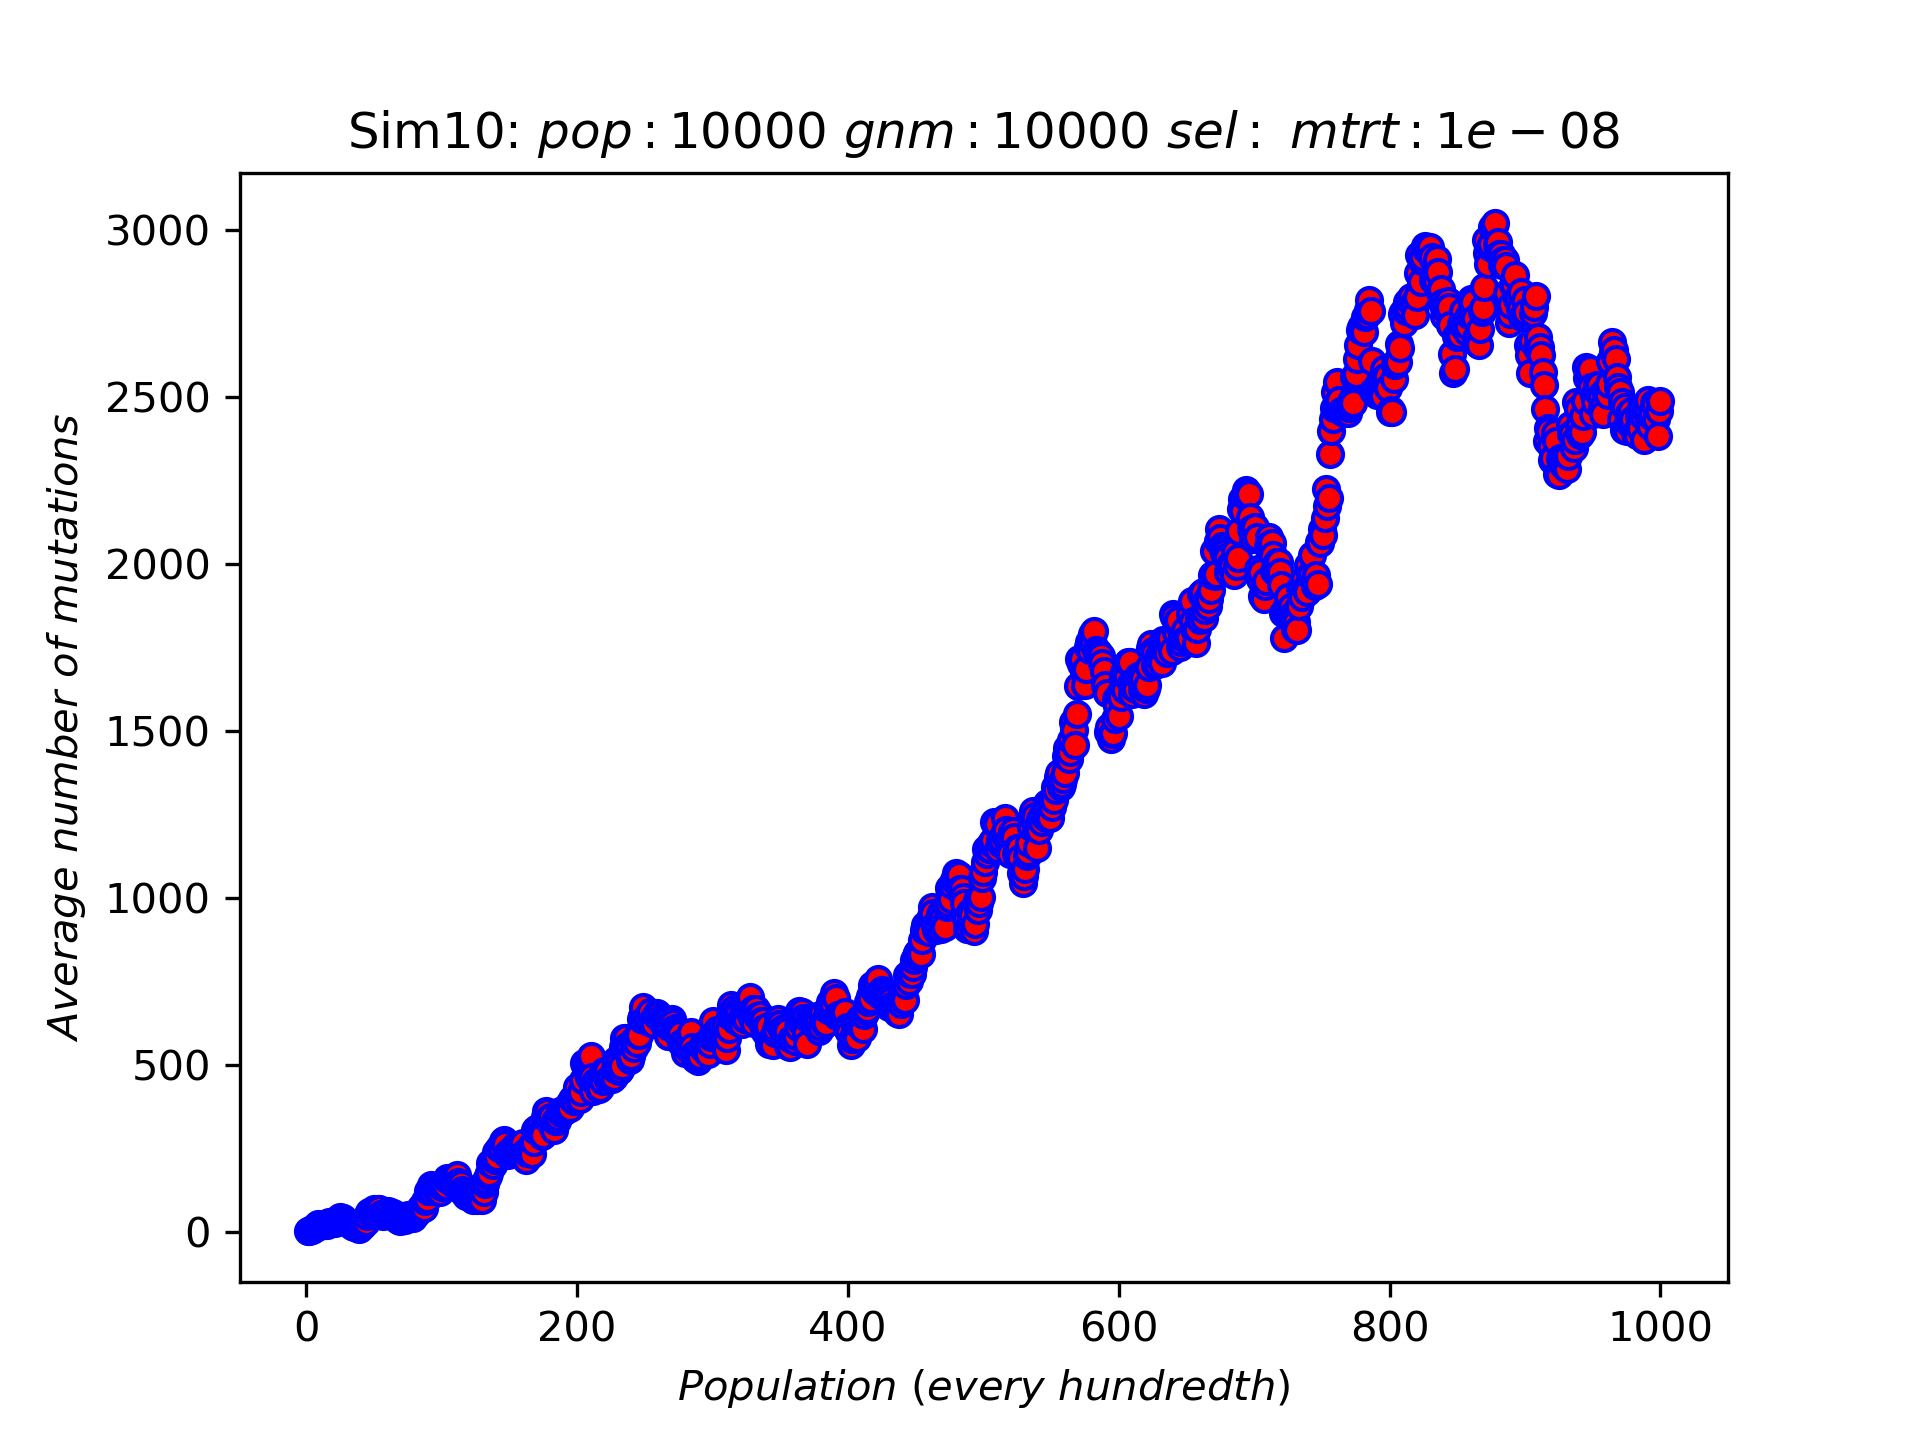 Sim10: pop : 10000 gnm : 10000 sel : mtrt : 1e − 08
3000
2500
2000
1500
1000
500
0
Average number of mutations
0 200 400 600 800 1000
Population (every hundredth)